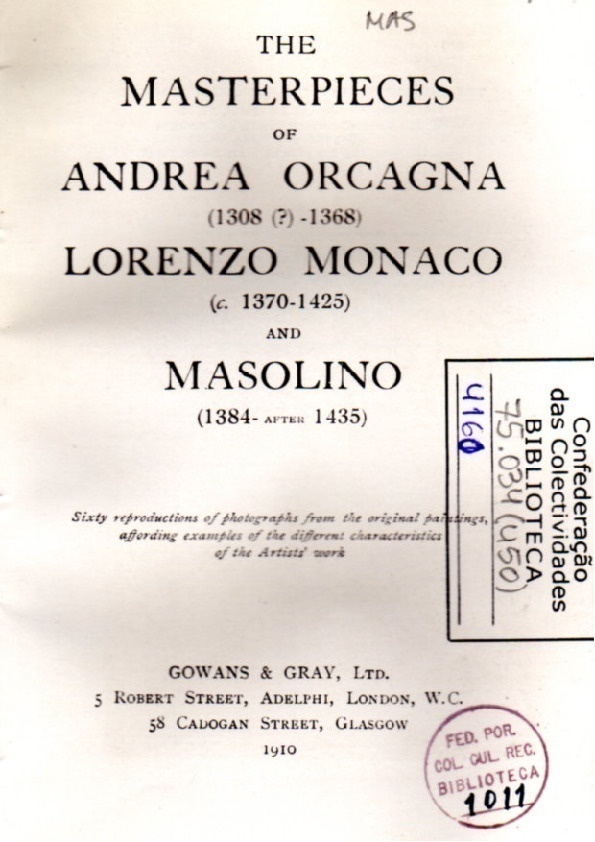 MAS
THE
MASTERPIECES
OF
ANDREA ORCAGNA
(1308 (?) -1368)
LORENZO MONACO
(c. 1370-1425)
AND
MASOLINO
(1384- AFTER 1435)
Sixty reproductions of photographs from the original paintings,
affording examples of the different characteristics
of the Artists' work
Confederação
das Colectividades
BIBLIOTECA
75.034(450)
4160
GOWANS & GRAY, LTD.
5 ROBERT STREET, ADELPHI, LONDON, W.C.
58 CADOGAN STREET, GLASGOW
1910
FED. POR.
COL. CUL. REC.
BIBLIOTECA
1011